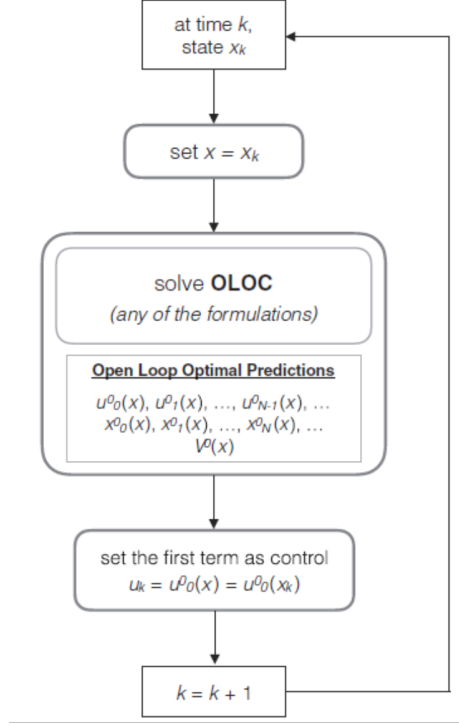 at time k,
state xₖ
set x = xₖ
solve OLOC
(any of the formulations)
Open Loop Optimal Predictions
u⁰₀(x), u⁰₁(x), ..., u⁰N-1(x), ...
x⁰₀(x), x⁰₁(x), ..., x⁰N(x), ...
V⁰(x)
set the first term as control
uₖ = u⁰₀(x) = u⁰₀(xₖ)
k = k + 1